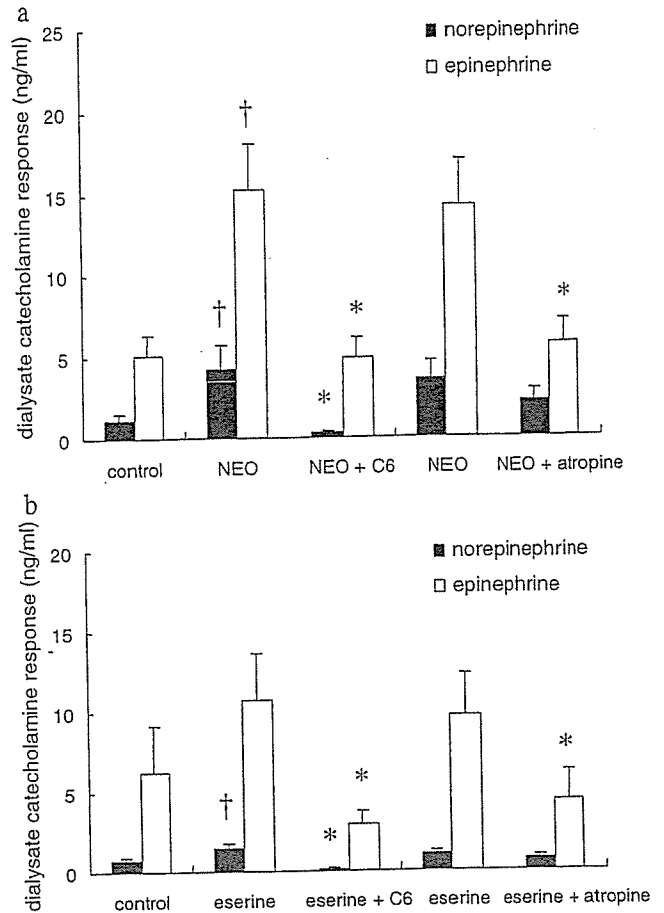 a
dialysate catecholamine response (ng/ml)
25
20
15
10
5
0
■ norepinephrine
□ epinephrine
†
†
*
*
*
control NEO NEO + C6 NEO NEO + atropine
b
dialysate catecholamine response (ng/ml)
20
15
10
5
0
■ norepinephrine
□ epinephrine
†
*
*
*
control eserine eserine + C6 eserine eserine + atropine